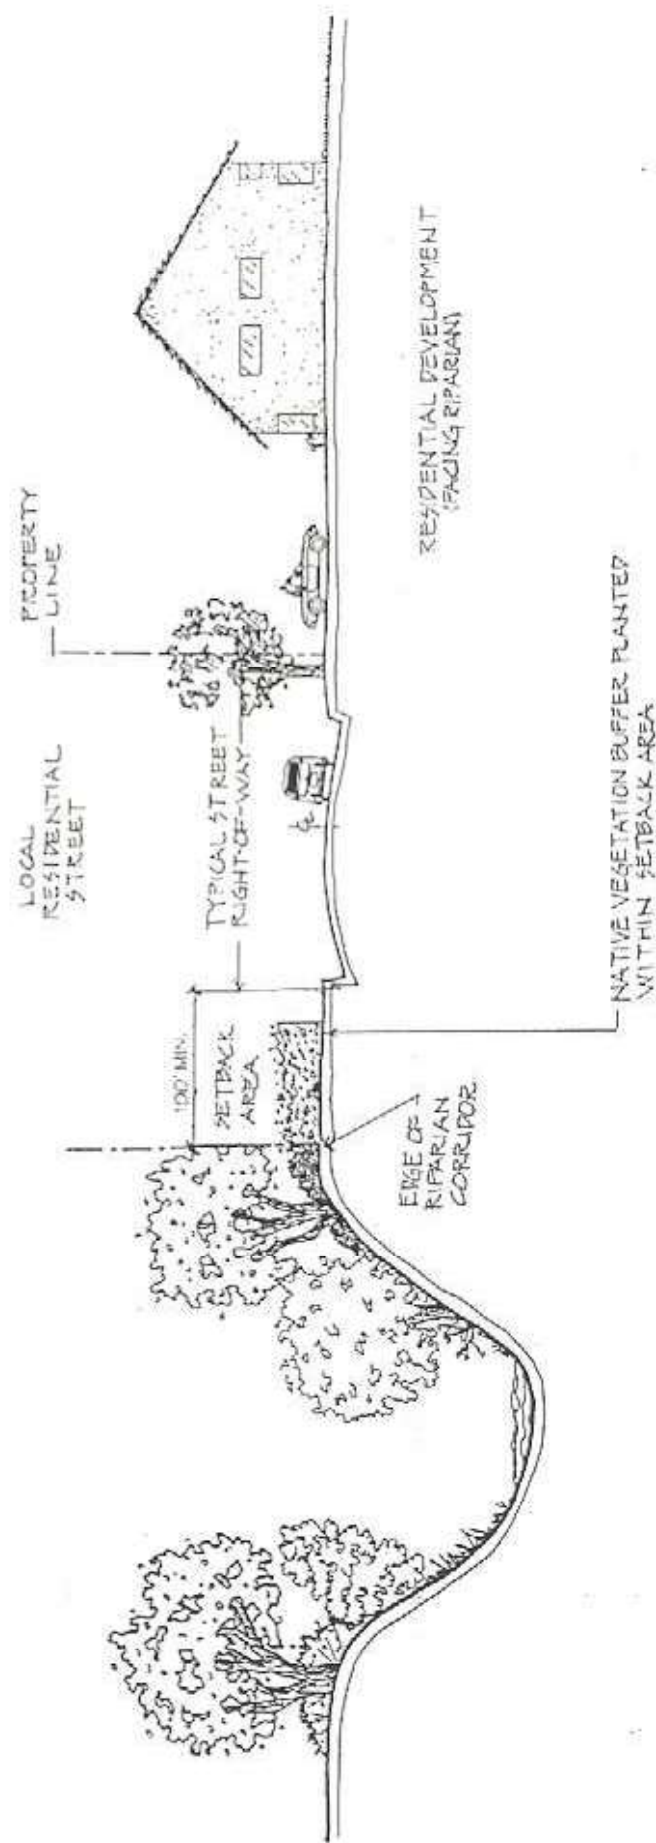 100' MIN.
SETBACK
AREA
LOCAL
RESIDENTIAL
STREET
TYPICAL STREET
RIGHT-OF-WAY
PROPERTY
LINE
EDGE OF
RIPARIAN
CORRIDOR
NATIVE VEGETATION BUFFER PLANTED
WITHIN SETBACK AREA
RESIDENTIAL DEVELOPMENT
(FACING RIPARIAN)